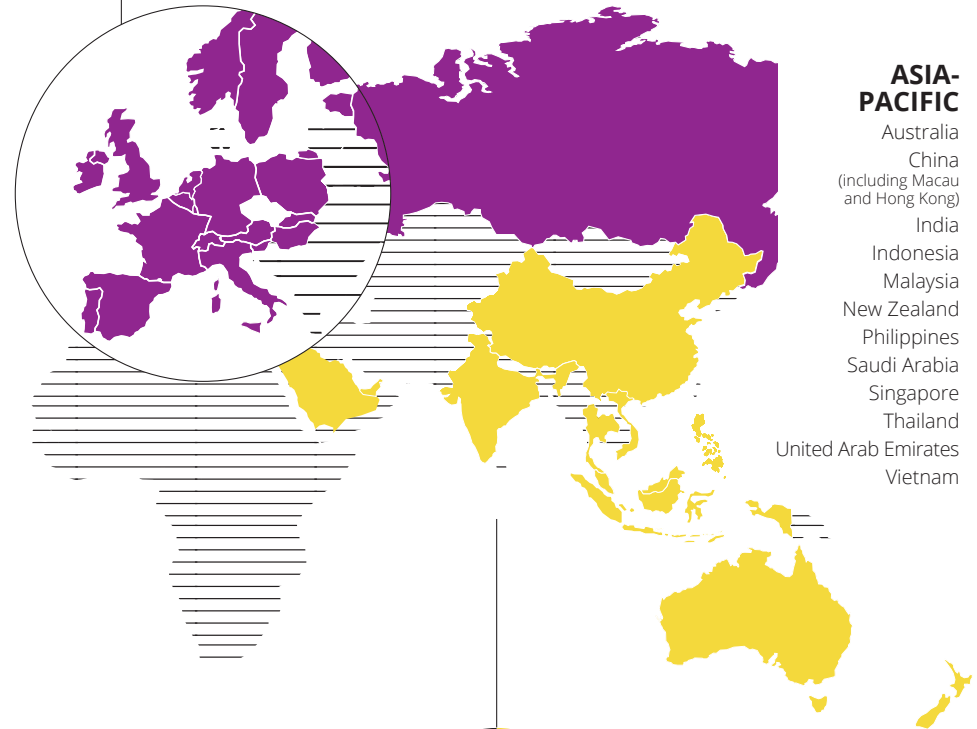 ASIA-
PACIFIC
Australia
China
(including Macau
and Hong Kong)
India
Indonesia
Malaysia
New Zealand
Philippines
Saudi Arabia
Singapore
Thailand
United Arab Emirates
Vietnam